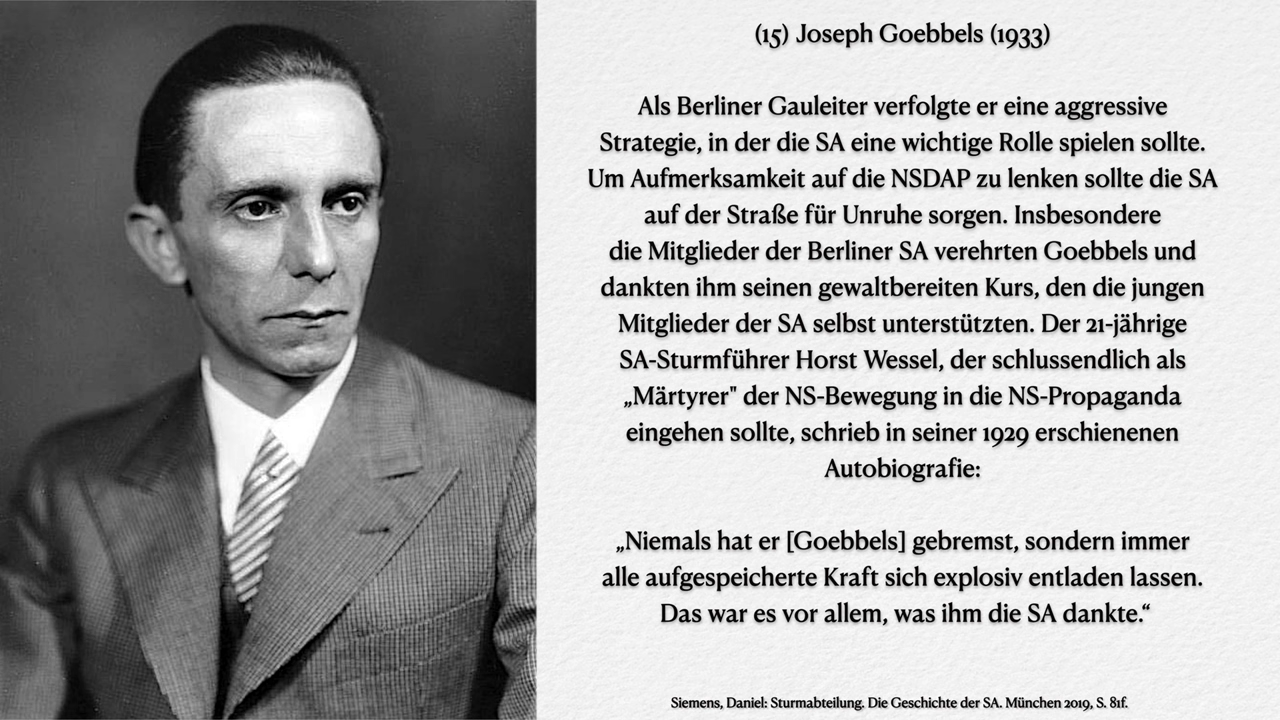 (15) Joseph Goebbels (1933)
Als Berliner Gauleiter verfolgte er eine aggressive
Strategie, in der die SA eine wichtige Rolle spielen sollte.
Um Aufmerksamkeit auf die NSDAP zu lenken sollte die SA
auf der Straße für Unruhe sorgen. Insbesondere
die Mitglieder der Berliner SA verehrten Goebbels und
dankten ihm seinen gewaltbereiten Kurs, den die jungen
Mitglieder der SA selbst unterstützten. Der 21-jährige
SA-Sturmführer Horst Wessel, der schlussendlich als
„Märtyrer" der NS-Bewegung in die NS-Propaganda
eingehen sollte, schrieb in seiner 1929 erschienenen
Autobiografie:
„Niemals hat er [Goebbels] gebremst, sondern immer
alle aufgespeicherte Kraft sich explosiv entladen lassen.
Das war es vor allem, was ihm die SA dankte.“
Siemens, Daniel: Sturmabteilung. Die Geschichte der SA. München 2019, S. 81f.